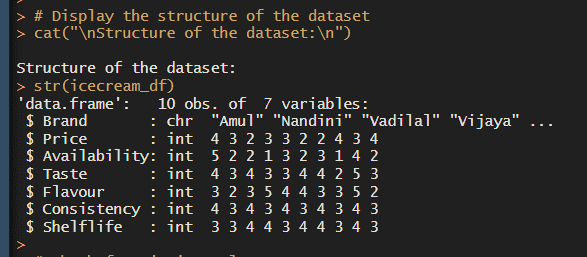 > # Display the structure of the dataset
> cat("\nStructure of the dataset:\n")

Structure of the dataset:
> str(icecream_df)
'data.frame':   10 obs. of  7 variables:
 $ Brand       : chr  "Amul" "Nandini" "Vadilal" "Vijaya" ...
 $ Price       : int  4 3 2 3 3 2 2 4 3 4
 $ Availability: int  5 2 2 1 3 2 3 1 4 2
 $ Taste       : int  4 3 4 3 3 4 4 2 5 3
 $ Flavour     : int  3 2 3 5 4 4 3 3 5 2
 $ Consistency : int  4 3 4 3 4 3 4 3 4 3
 $ Shelflife   : int  3 3 4 4 3 4 4 3 4 3
>